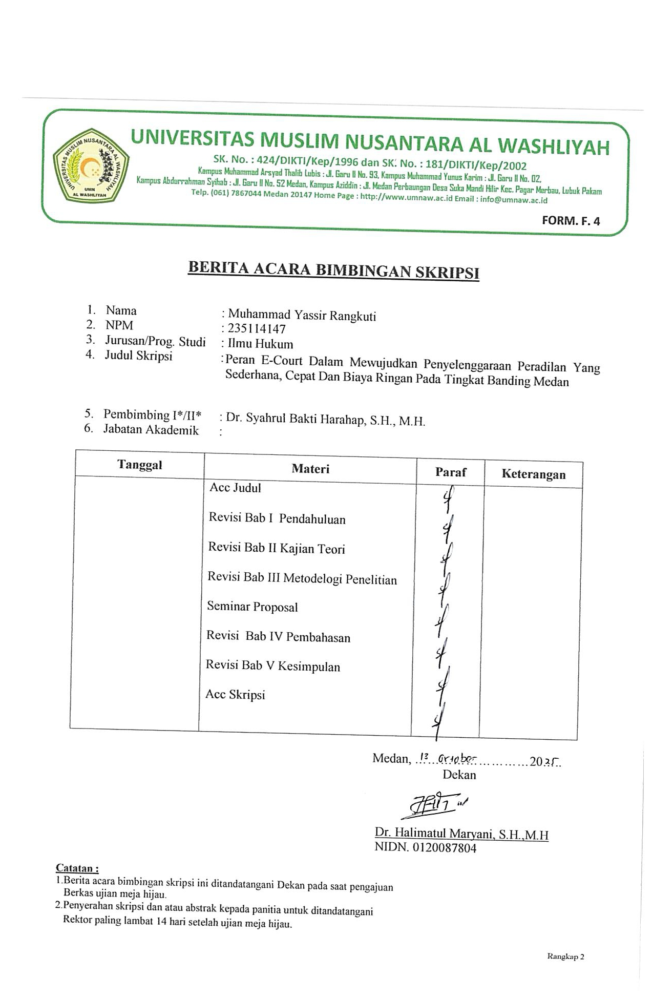 UNIVERSITAS MUSLIM NUSANTARA AL WASHLIYAH
UMN
AL WASHLIYAH
UNIVERSITAS MUSLIM NUSANTARA AL WASHLIYAH
SK. No. : 424/DIKTI/Kep/1996 dan SK. No. : 181/DIKTI/Kep/2002
Kampus Muhammad Arsyad Thalib Lubis : Jl. Garu II No. 93, Kampus Muhammad Yunus Karim : Jl. Garu II No. 02,
Kampus Abdurrahman Syihab : Jl. Garu II No. 52 Medan, Kampus Aziddin : Jl. Medan Perbaungan Desa Suka Mandi Hilir Kec. Pagar Merbau, Lubuk Pakam
Telp. (061) 7867044 Medan 20147 Home Page : http://www.umnaw.ac.id Email : info@umnaw.ac.id
FORM. F. 4
BERITA ACARA BIMBINGAN SKRIPSI
1. Nama : Muhammad Yassir Rangkuti
2. NPM : 235114147
3. Jurusan/Prog. Studi : Ilmu Hukum
4. Judul Skripsi : Peran E-Court Dalam Mewujudkan Penyelenggaraan Peradilan Yang
Sederhana, Cepat Dan Biaya Ringan Pada Tingkat Banding Medan
5. Pembimbing I*/II* : Dr. Syahrul Bakti Harahap, S.H., M.H.
6. Jabatan Akademik :
Tanggal Materi Paraf Keterangan
Acc Judul
Revisi Bab I Pendahuluan
Revisi Bab II Kajian Teori
Revisi Bab III Metodelogi Penelitian
Seminar Proposal
Revisi Bab IV Pembahasan
Revisi Bab V Kesimpulan
Acc Skripsi
Medan, 13 Oktober 2025
Dekan
Dr. Halimatul Maryani, S.H.,M.H
NIDN. 0120087804
Catatan :
1.Berita acara bimbingan skripsi ini ditandatangani Dekan pada saat pengajuan
Berkas ujian meja hijau.
2.Penyerahan skripsi dan atau abstrak kepada panitia untuk ditandatangani
Rektor paling lambat 14 hari setelah ujian meja hijau.
Rangkap 2